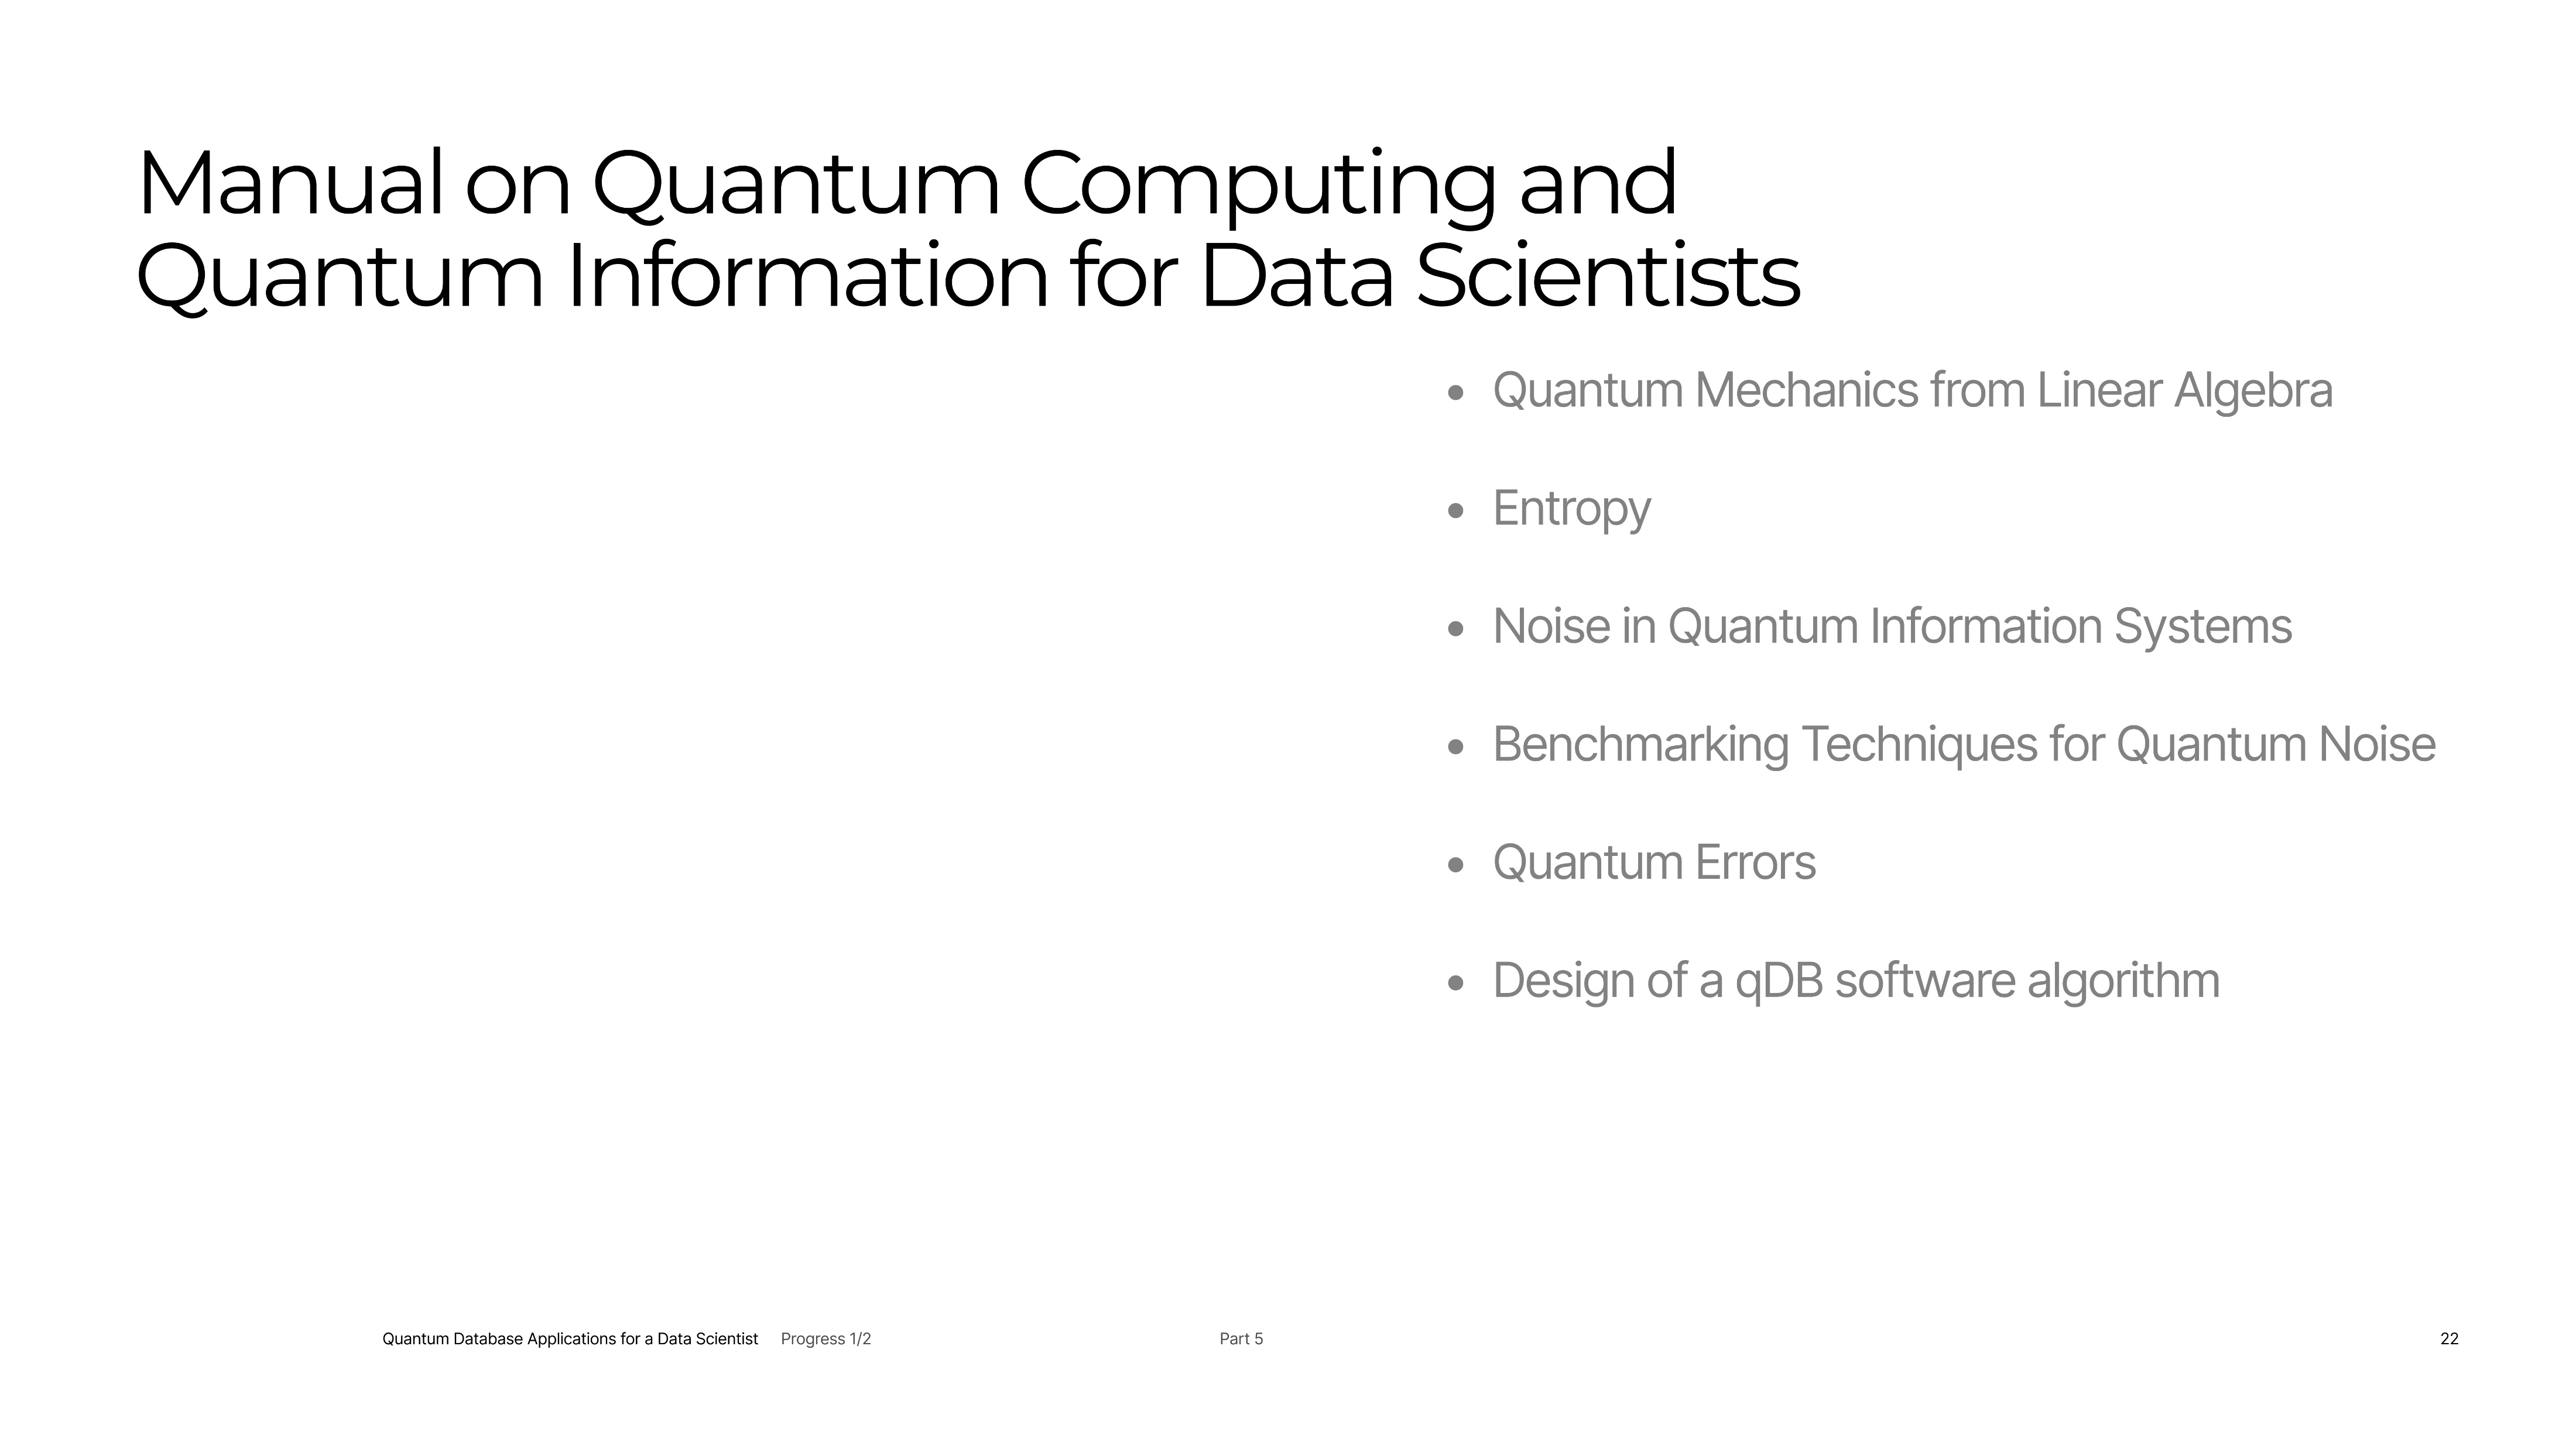 Manual on Quantum Computing and
Quantum Information for Data Scientists
• Quantum Mechanics from Linear Algebra
• Entropy
• Noise in Quantum Information Systems
• Benchmarking Techniques for Quantum Noise
• Quantum Errors
• Design of a qDB software algorithm
Quantum Database Applications for a Data Scientist Progress 1/2 Part 5 22